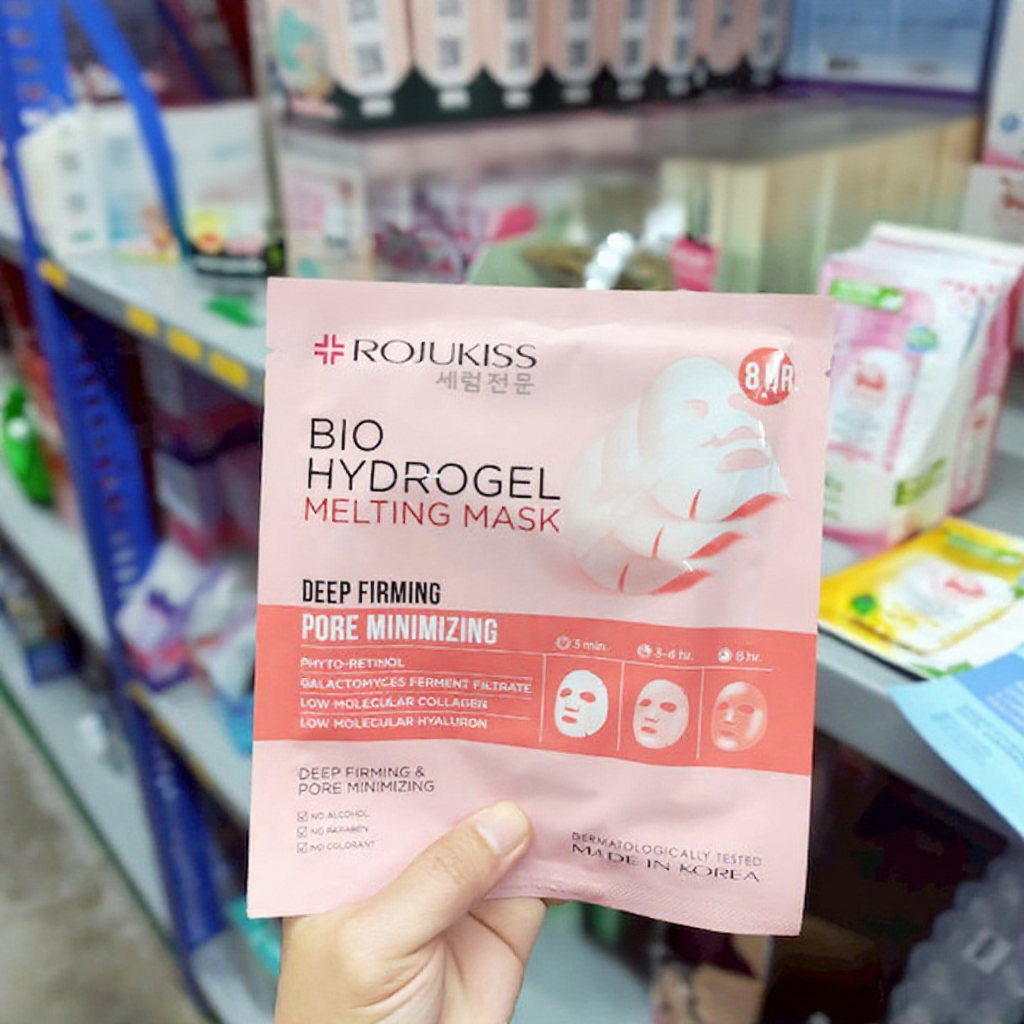 ROJUKISS
세럼전문
8 HR.
BIO
HYDROGEL
MELTING MASK
DEEP FIRMING
PORE MINIMIZING
PHYTO-RETINOL
GALACTOMYCES FERMENT FILTRATE
LOW MOLECULAR COLLAGEN
LOW MOLECULAR HYALURON
3 min.
3-4 hr.
8 hr.
DEEP FIRMING &
PORE MINIMIZING
NO ALCOHOL
NO PARABEN
NO COLORANT
DERMATOLOGICALLY TESTED
MADE IN KOREA